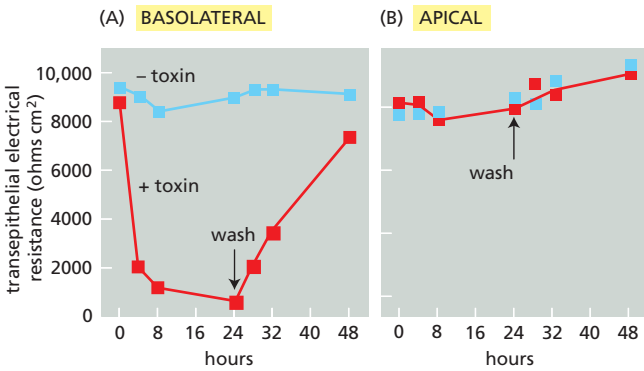 (A) BASOLATERAL
(B) APICAL
transepithelial electrical
resistance (ohms cm²)
10,000
8000
6000
4000
2000
0
– toxin
+ toxin
wash
0 8 16 24 32 40 48
hours
wash
0 8 16 24 32 40 48
hours